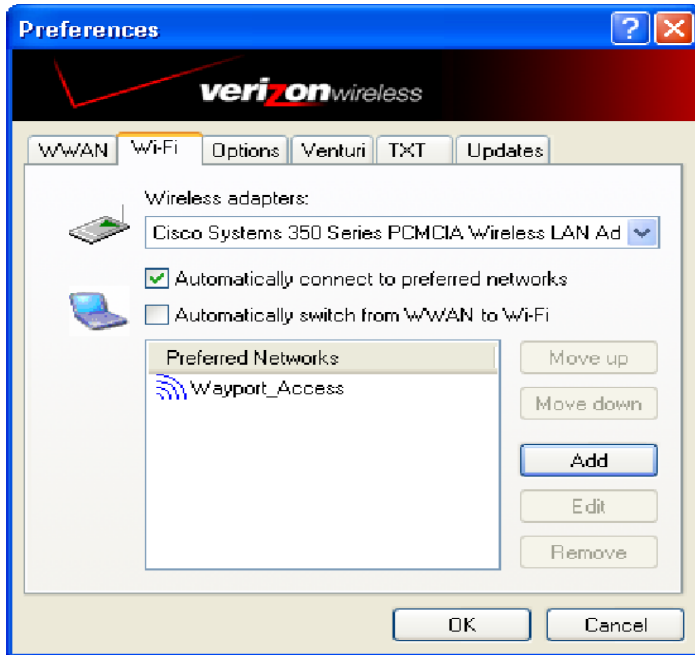 Preferences
verizonwireless
WWAN Wi-Fi Options Venturi TXT Updates
Wireless adapters:
Cisco Systems 350 Series PCMCIA Wireless LAN Ad
Automatically connect to preferred networks
Automatically switch from WWAN to Wi-Fi
Preferred Networks
Wayport_Access
Move up
Move down
Add
Edit
Remove
OK Cancel